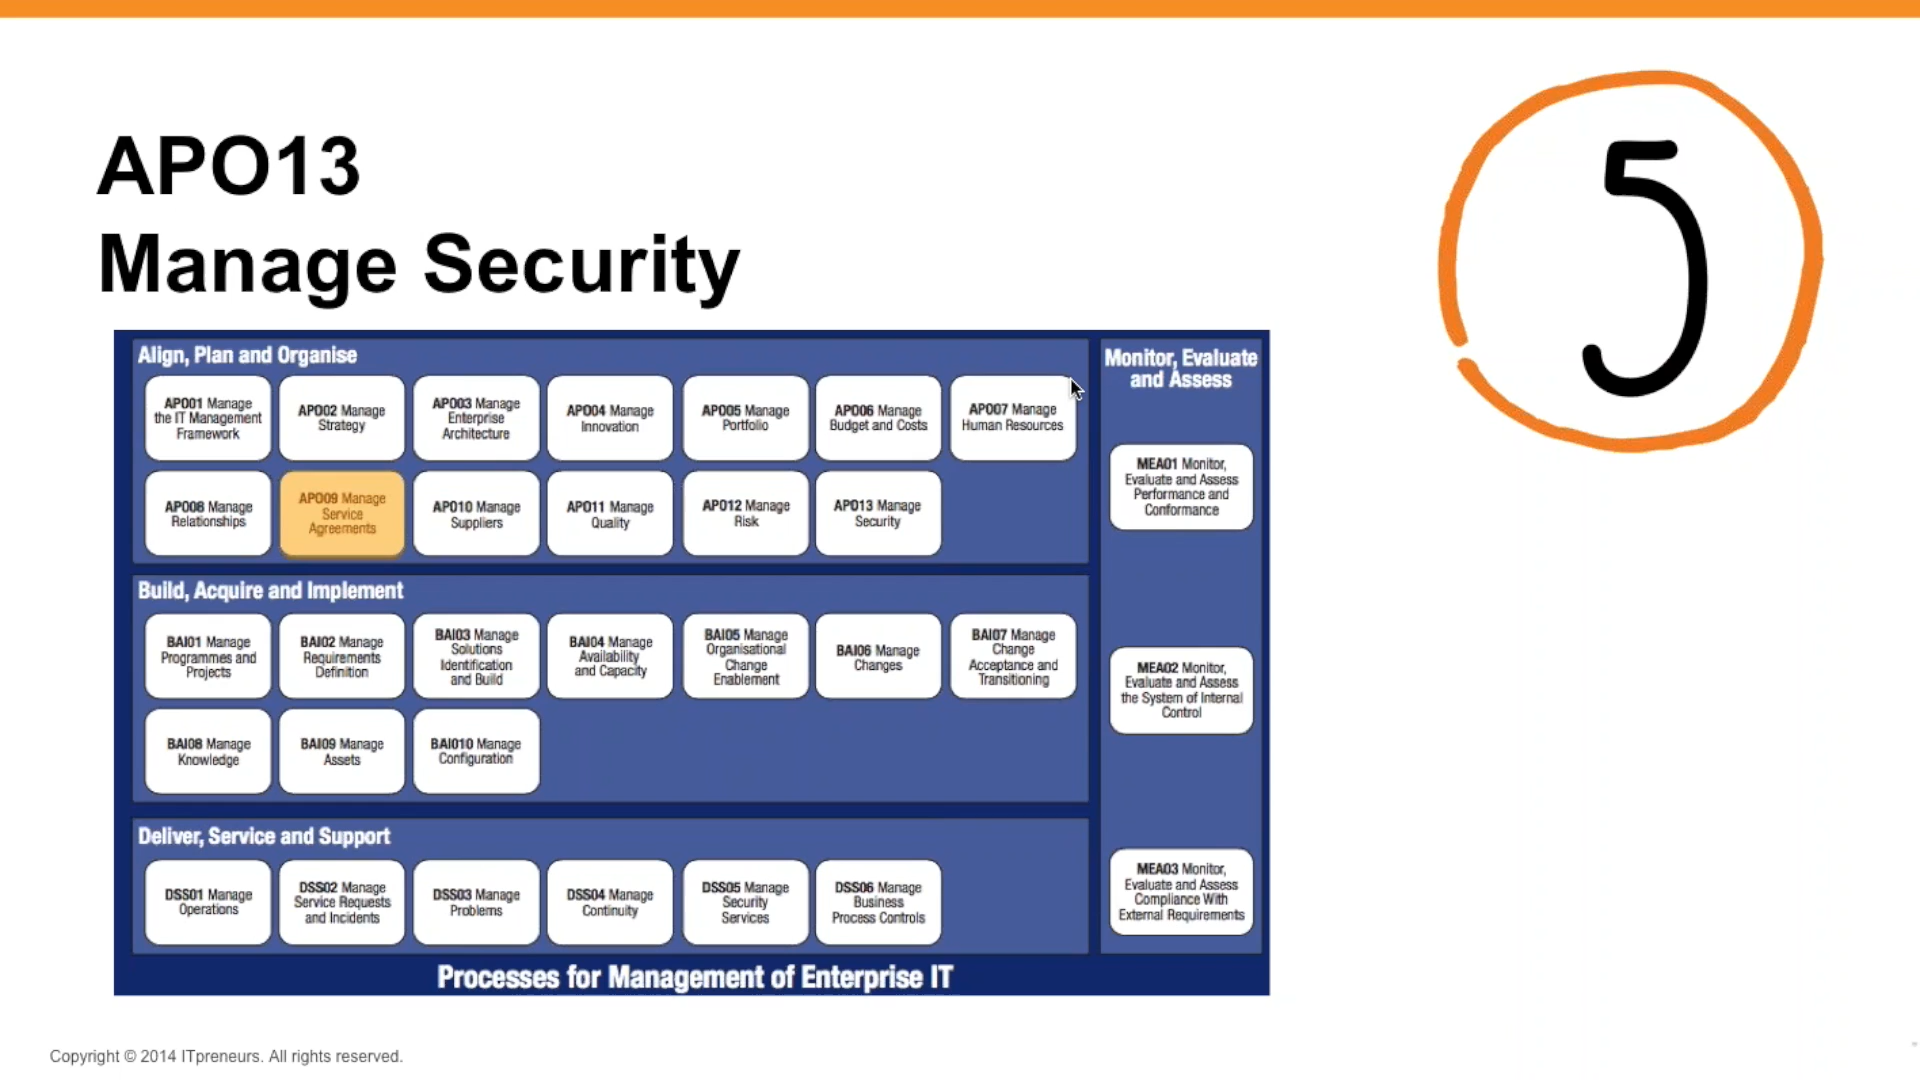 APO13
Manage Security
5
Align, Plan and Organise
APO01 Manage
the IT Management
Framework
APO02 Manage
Strategy
APO03 Manage
Enterprise
Architecture
APO04 Manage
Innovation
APO05 Manage
Portfolio
APO06 Manage
Budget and Costs
APO07 Manage
Human Resources
APO08 Manage
Relationships
APO09 Manage
Service
Agreements
APO10 Manage
Suppliers
APO11 Manage
Quality
APO12 Manage
Risk
APO13 Manage
Security
Build, Acquire and Implement
BAI01 Manage
Programmes and
Projects
BAI02 Manage
Requirements
Definition
BAI03 Manage
Solutions
Identification
and Build
BAI04 Manage
Availability
and Capacity
BAI05 Manage
Organisational
Change
Enablement
BAI06 Manage
Changes
BAI07 Manage
Change
Acceptance and
Transitioning
BAI08 Manage
Knowledge
BAI09 Manage
Assets
BAI010 Manage
Configuration
Deliver, Service and Support
DSS01 Manage
Operations
DSS02 Manage
Service Requests
and Incidents
DSS03 Manage
Problems
DSS04 Manage
Continuity
DSS05 Manage
Security
Services
DSS06 Manage
Business
Process Controls
Monitor, Evaluate
and Assess
MEA01 Monitor,
Evaluate and Assess
Performance and
Conformance
MEA02 Monitor,
Evaluate and Assess
the System of Internal
Control
MEA03 Monitor,
Evaluate and Assess
Compliance With
External Requirements
Processes for Management of Enterprise IT
Copyright © 2014 ITpreneurs. All rights reserved.